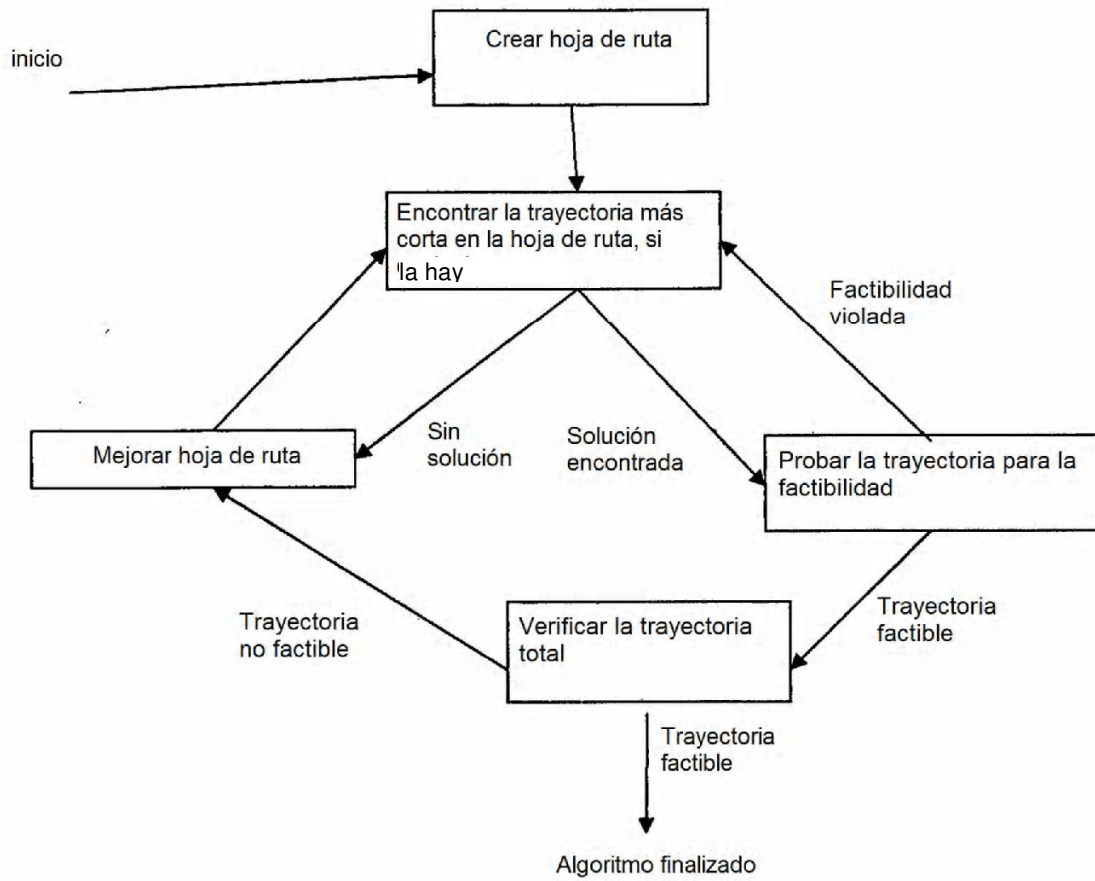 Crear hoja de ruta
inicio
Encontrar la trayectoria más
corta en la hoja de ruta, si
la hay
Factibilidad
violada
Sin
solución
Solución
encontrada
Mejorar hoja de ruta
Probar la trayectoria para la
factibilidad
Trayectoria
no factible
Verificar la trayectoria
total
Trayectoria
factible
Trayectoria
factible
Algoritmo finalizado